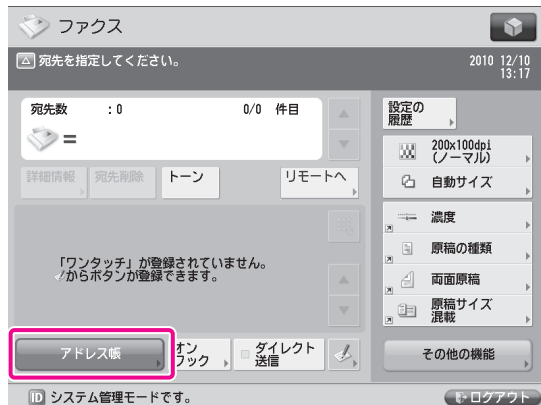 ファクス
宛先を指定してください。
2010 12/10
13:17
宛先数 :0 0/0 件目
=
詳細情報
宛先削除
トーン
リモートへ
「ワンタッチ」が登録されていません。
からボタンが登録できます。
アドレス帳
オン
フック
ダイレクト
送信
設定の
履歴
200x100dpi
(ノーマル)
自動サイズ
濃度
原稿の種類
両面原稿
原稿サイズ
混載
その他の機能
ID システム管理モードです。
ログアウト